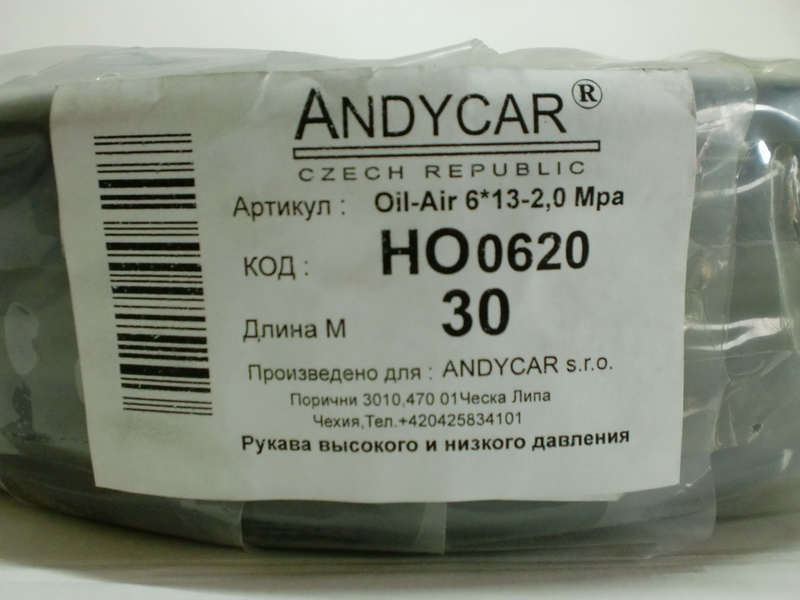 ANDYCAR®
CZECH REPUBLIC
Артикул : Oil-Air 6*13-2,0 Mpa
КОД : HO0620
Длина М 30
Произведено для : ANDYCAR s.r.o.
Порични 3010,470 01Ческа Липа
Чехия,Тел.+420425834101
Рукава высокого и низкого давления